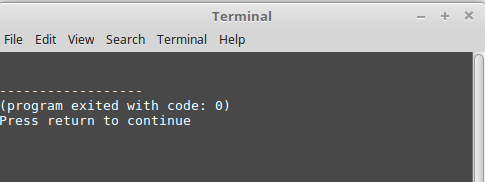 Terminal
File Edit View Search Terminal Help
------------------
(program exited with code: 0)
Press return to continue